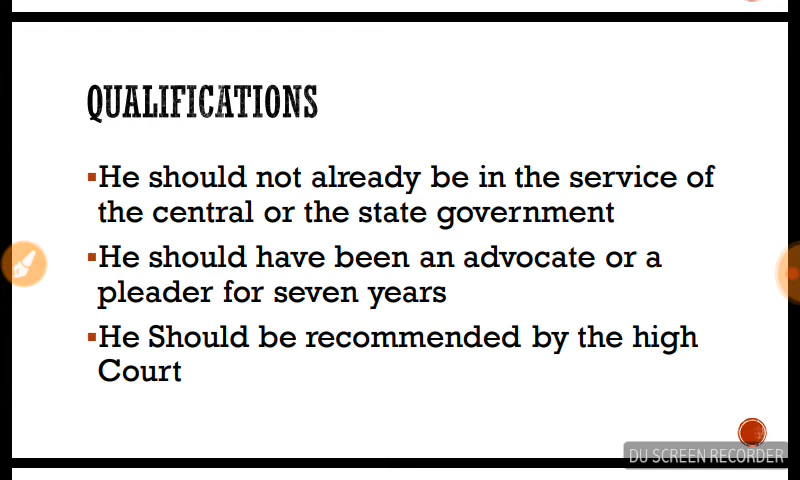 QUALIFICATIONS
▪He should not already be in the service of
the central or the state government
▪He should have been an advocate or a
pleader for seven years
▪He Should be recommended by the high
Court
DU SCREEN RECORDER